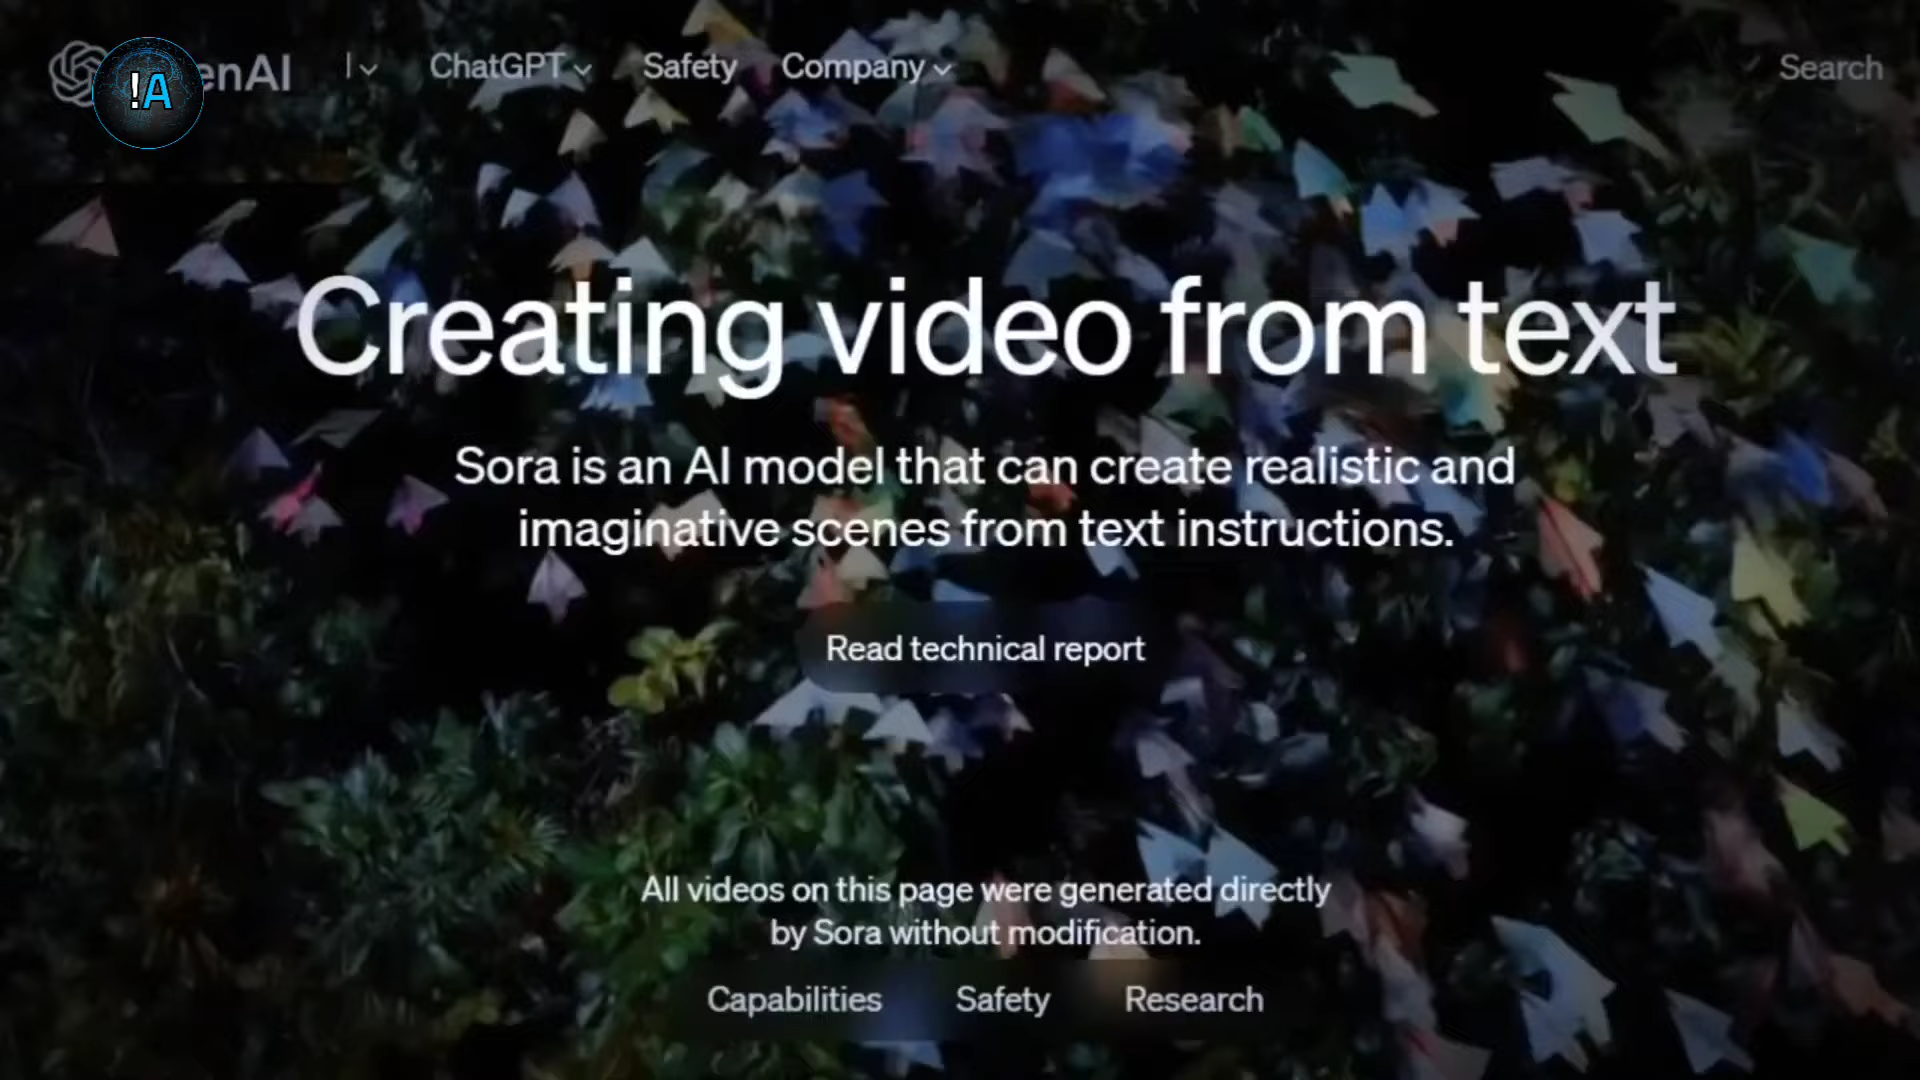 !A
enAI
ChatGPT
Safety
Company
Search
Creating video from text
Sora is an AI model that can create realistic and
imaginative scenes from text instructions.
Read technical report
All videos on this page were generated directly
by Sora without modification.
Capabilities
Safety
Research